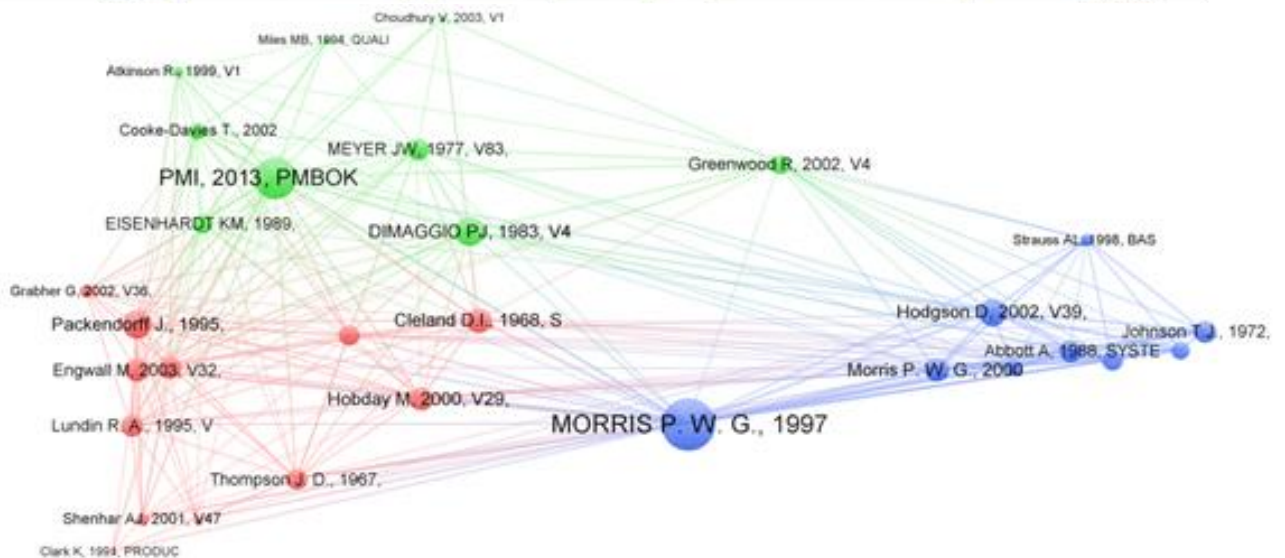 Choudhury V, 2003, V1
Miles MB, 1994, QUALI
Atkinson R., 1999, V1
Cooke-Davies T., 2002
MEYER JW, 1977, V83,
Greenwood R, 2002, V4
PMI, 2013, PMBOK
EISENHARDT KM, 1989,
DIMAGGIO PJ, 1983, V4
Strauss AL, 1998, BAS
Grabher G, 2002, V36,
Packendorff J., 1995,
Cleland D.I., 1968, S
Hodgson D, 2002, V39,
Johnson T.J., 1972,
Abbott A, 1988, SYSTE
Engwall M, 2003, V32,
Morris P. W. G., 2000
Hobday M, 2000, V29,
Lundin R. A., 1995, V
MORRIS P. W. G., 1997
Thompson J. D., 1967,
Shenhar AJ, 2001, V47
Clark K, 1991, PRODUC